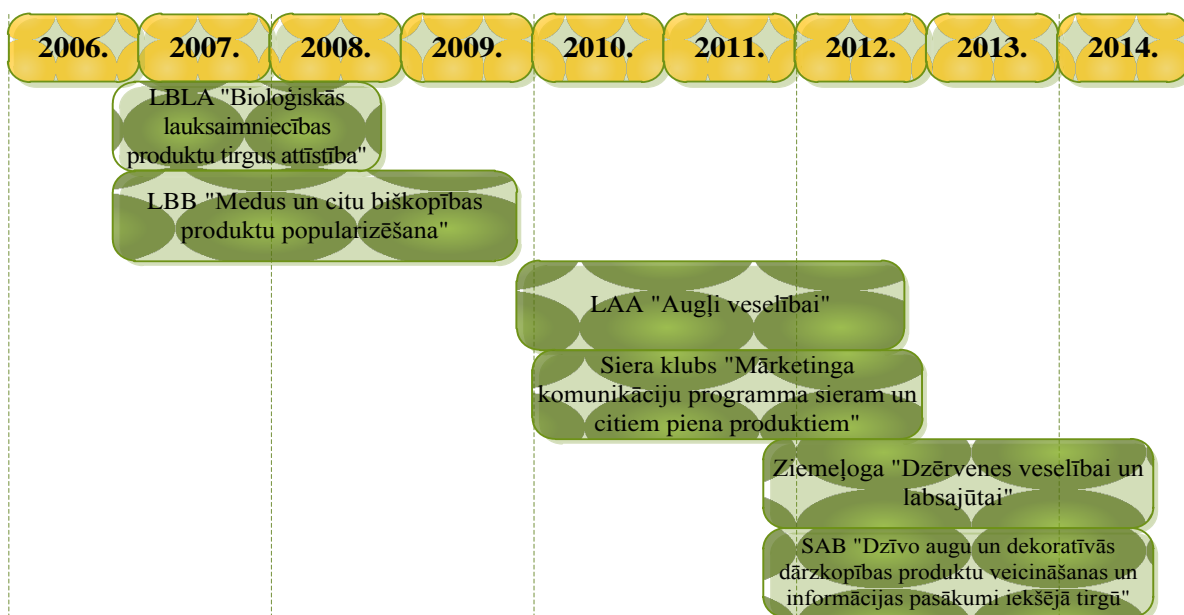 2006. 2007. 2008. 2009. 2010. 2011. 2012. 2013. 2014.
LBLA "Bioloģiskās
lauksaimniecības
produktu tirgus attīstība"
LBB "Medus un citu biškopības
produktu popularizēšana"
LAA "Augļi veselībai"
Siera klubs "Mārketinga
komunikāciju programma sieram un
citiem piena produktiem"
Ziemeļoga "Dzērvenes veselībai un
labsajūtai"
SAB "Dzīvo augu un dekoratīvās
dārzkopības produktu veicināšanas un
informācijas pasākumi iekšējā tirgū"